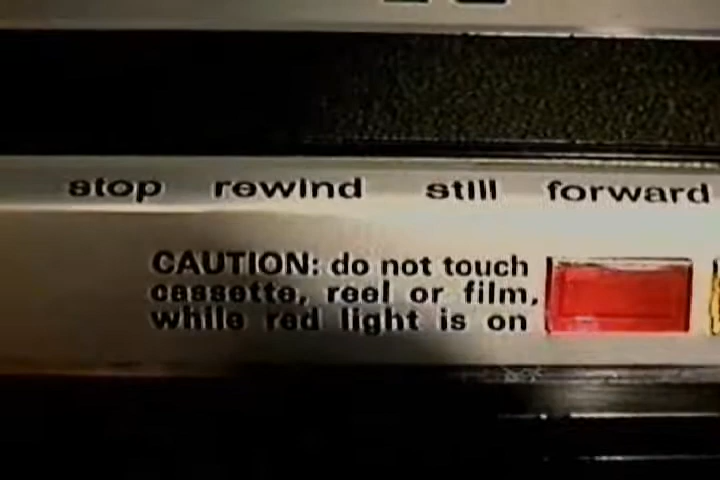 stop rewind still forward
CAUTION: do not touch
cassette, reel or film,
while red light is on